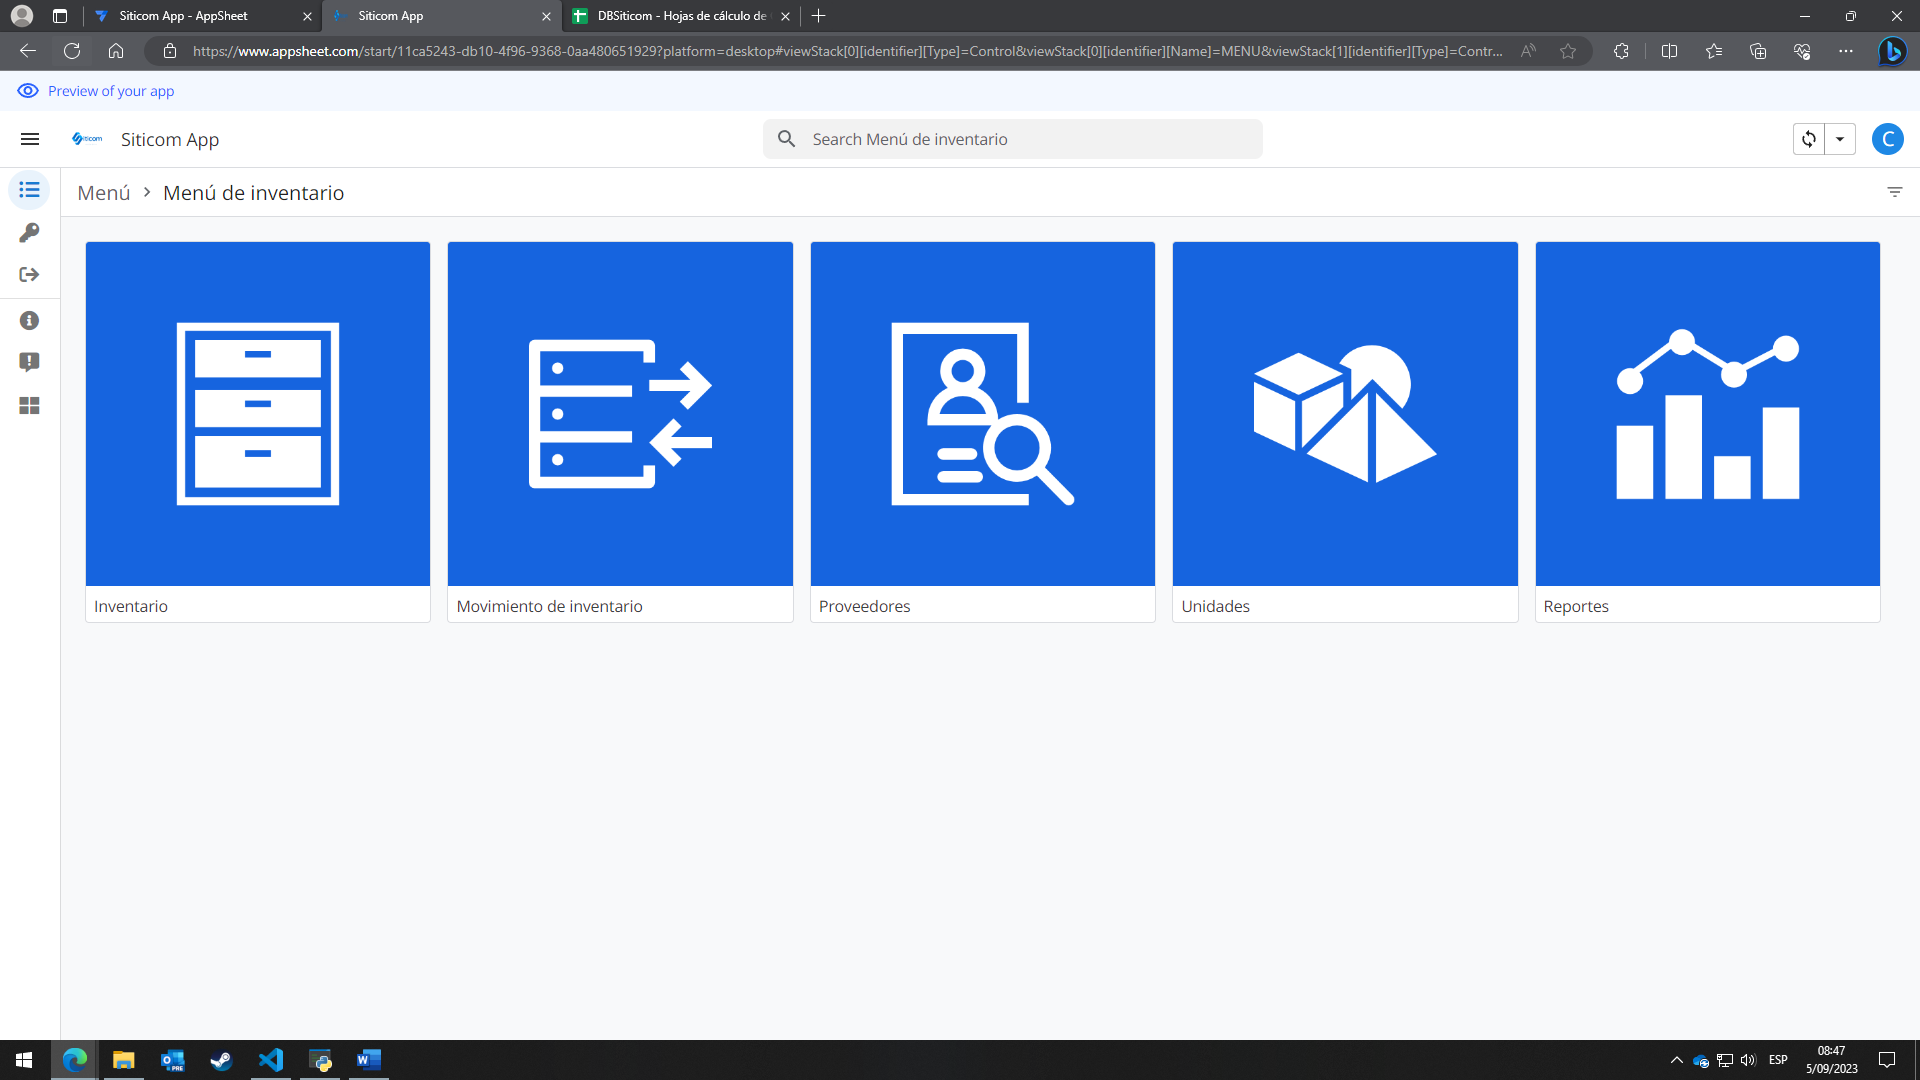 Siticom App - AppSheet
Siticom App
DBSiticom - Hojas de cálculo de
https://www.appsheet.com/start/11ca5243-db10-4f96-9368-0aa480651929?platform=desktop#viewStack[0][identifier][Type]=Control&viewStack[0][identifier][Name]=MENU&viewStack[1][identifier][Type]=Contr...
Preview of your app
Siticom
Siticom App
Search Menú de inventario
C
Menú > Menú de inventario
Inventario
Movimiento de inventario
Proveedores
Unidades
Reportes
ESP
08:47
5/09/2023